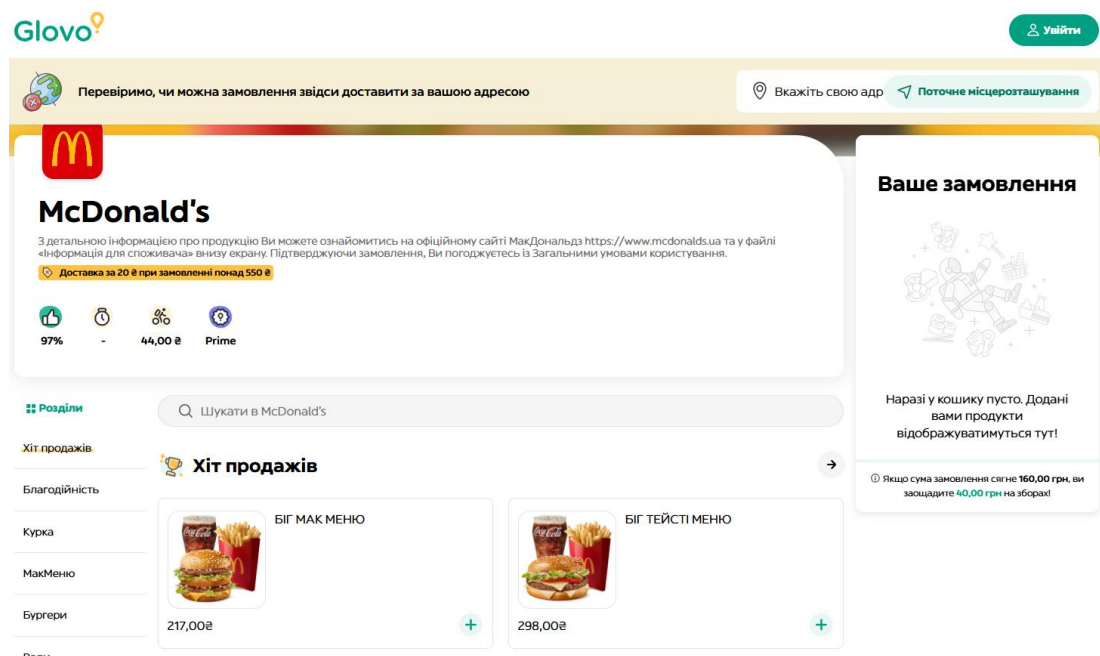 Glovo
Увійти
Перевіримо, чи можна замовлення звідси доставити за вашою адресою
Вкажіть свою адр
Поточне місцерозташування
McDonald's
З детальною інформацією про продукцію Ви можете ознайомитись на офіційному сайті МакДональдз https://www.mcdonalds.ua та у файлі
«Інформація для споживача» внизу екрану. Підтверджуючи замовлення, Ви погоджуєтесь із Загальними умовами користування.
Доставка за 20 ₴ при замовленні понад 550 ₴
97%
-
44,00 ₴
Prime
Розділи
Хіт продажів
Благодійність
Курка
МакМеню
Бургери
Шукати в McDonald's
Хіт продажів
БІГ МАК МЕНЮ
217,00₴
БІГ ТЕЙСТІ МЕНЮ
298,00₴
Ваше замовлення
Наразі у кошику пусто. Додані
вами продукти
відображуватимуться тут!
Якщо сума замовлення сягне 160,00 грн, ви
заощадите 40,00 грн на зборах!